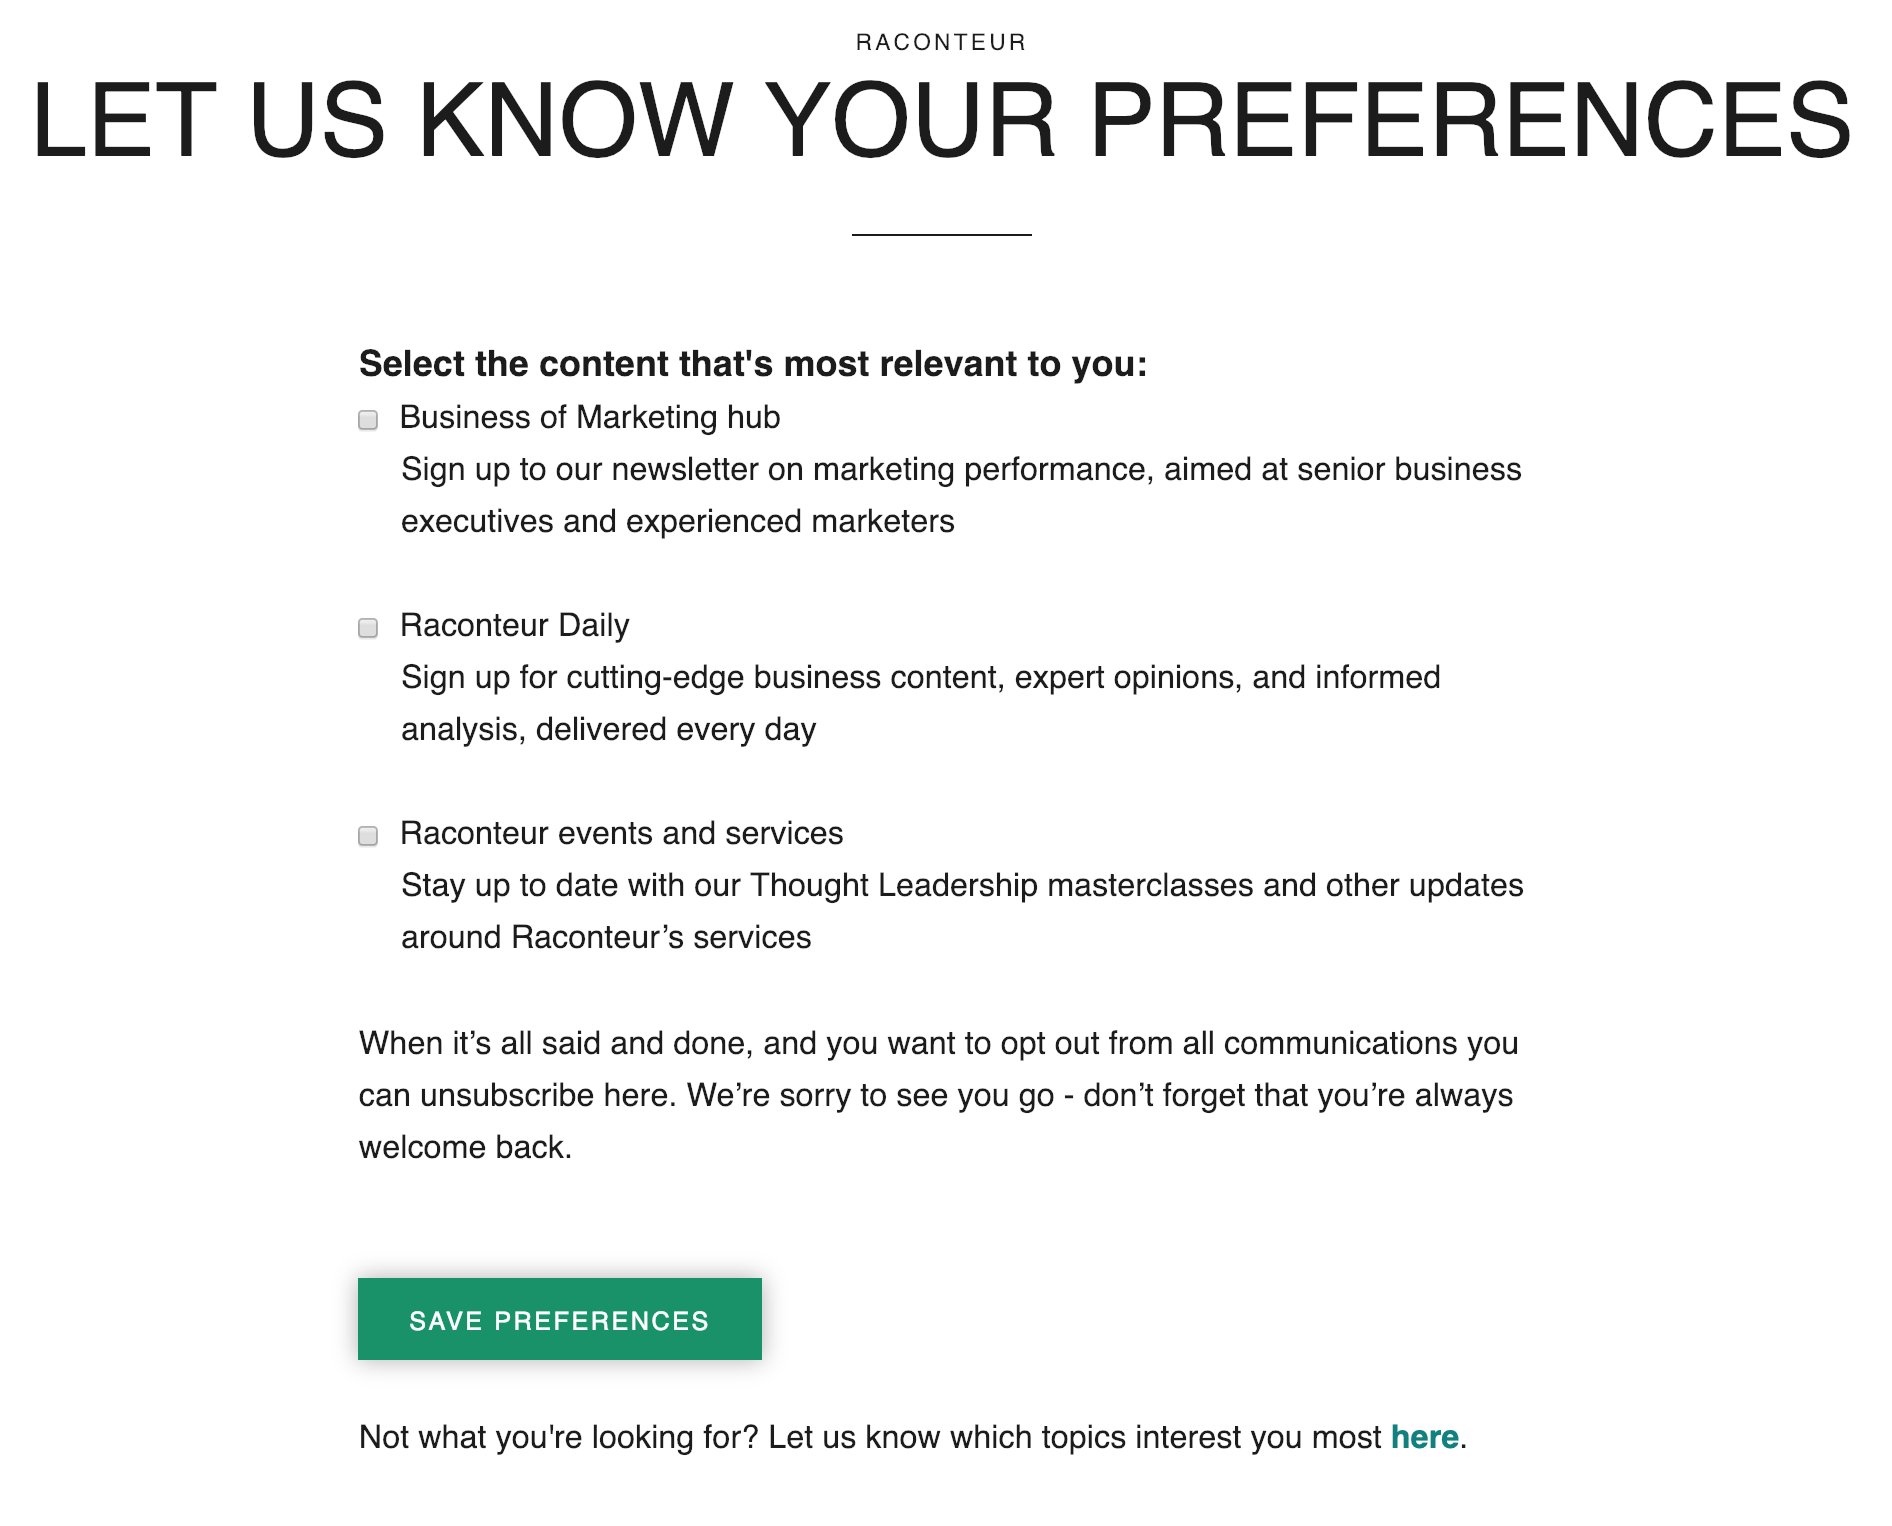 RACONTEUR
LET US KNOW YOUR PREFERENCES
Select the content that's most relevant to you:
Business of Marketing hub
Sign up to our newsletter on marketing performance, aimed at senior business
executives and experienced marketers
Raconteur Daily
Sign up for cutting-edge business content, expert opinions, and informed
analysis, delivered every day
Raconteur events and services
Stay up to date with our Thought Leadership masterclasses and other updates
around Raconteur’s services
When it’s all said and done, and you want to opt out from all communications you
can unsubscribe here. We’re sorry to see you go - don’t forget that you’re always
welcome back.
SAVE PREFERENCES
Not what you're looking for? Let us know which topics interest you most here.